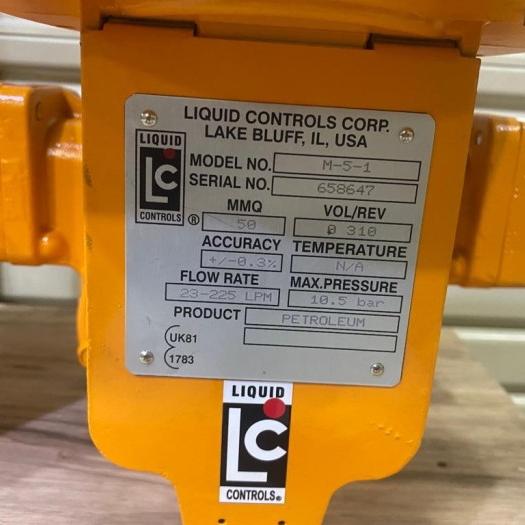 LIQUID CONTROLS CORP.
LAKE BLUFF, IL, USA
LIQUID
LC
CONTROLS ®
MODEL NO. M-5-1
SERIAL NO. 658647
MMQ VOL/REV
50 0 310
ACCURACY TEMPERATURE
+/-0.3% N/A
FLOW RATE MAX.PRESSURE
23-225 LPM 10.5 bar
PRODUCT PETROLEUM
UK81
1783
LIQUID
LC
CONTROLS®